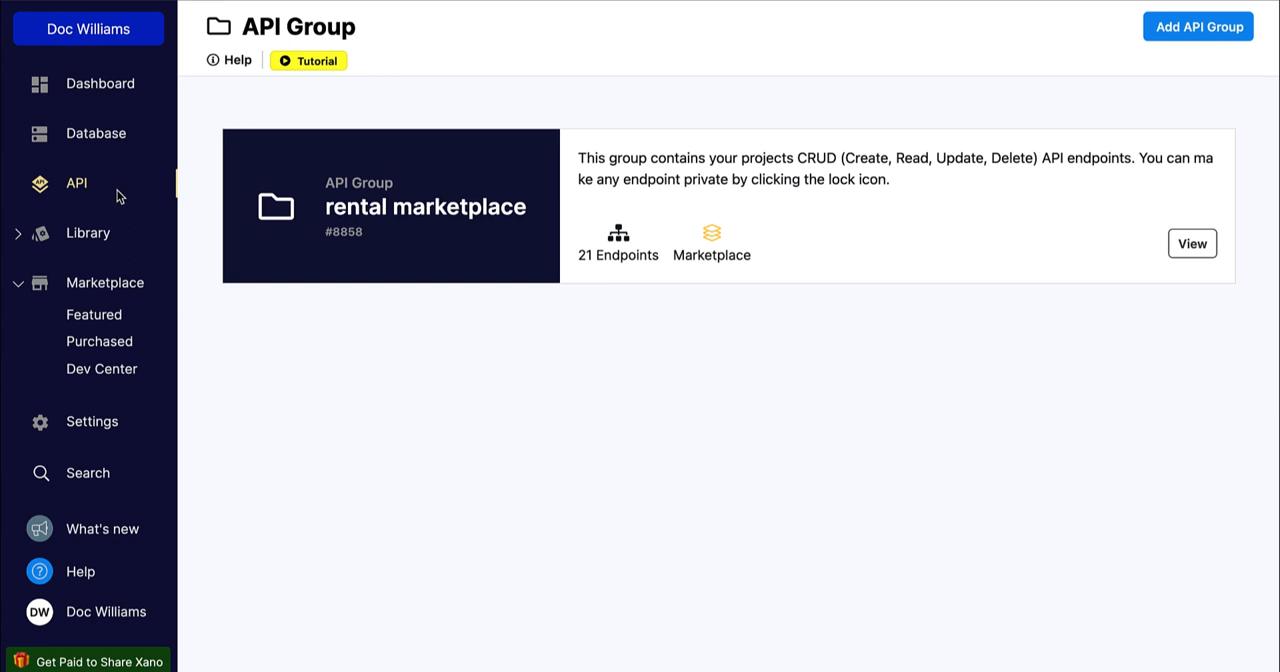 Doc Williams
Dashboard
Database
API
Library
Marketplace
Featured
Purchased
Dev Center
Settings
Search
What's new
Help
DW Doc Williams
Get Paid to Share Xano
API Group
Add API Group
Help
Tutorial
API Group
rental marketplace
#8858
This group contains your projects CRUD (Create, Read, Update, Delete) API endpoints. You can ma
ke any endpoint private by clicking the lock icon.
21 Endpoints
Marketplace
View